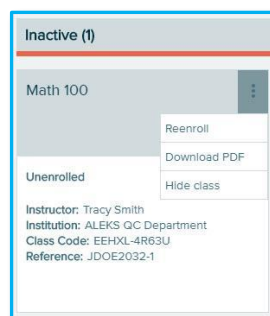 Inactive (1)
Math 100
Reenroll
Download PDF
Hide class
Unenrolled
Instructor: Tracy Smith
Institution: ALEKS QC Department
Class Code: EEHXL-4R63U
Reference: JDOE2032-1